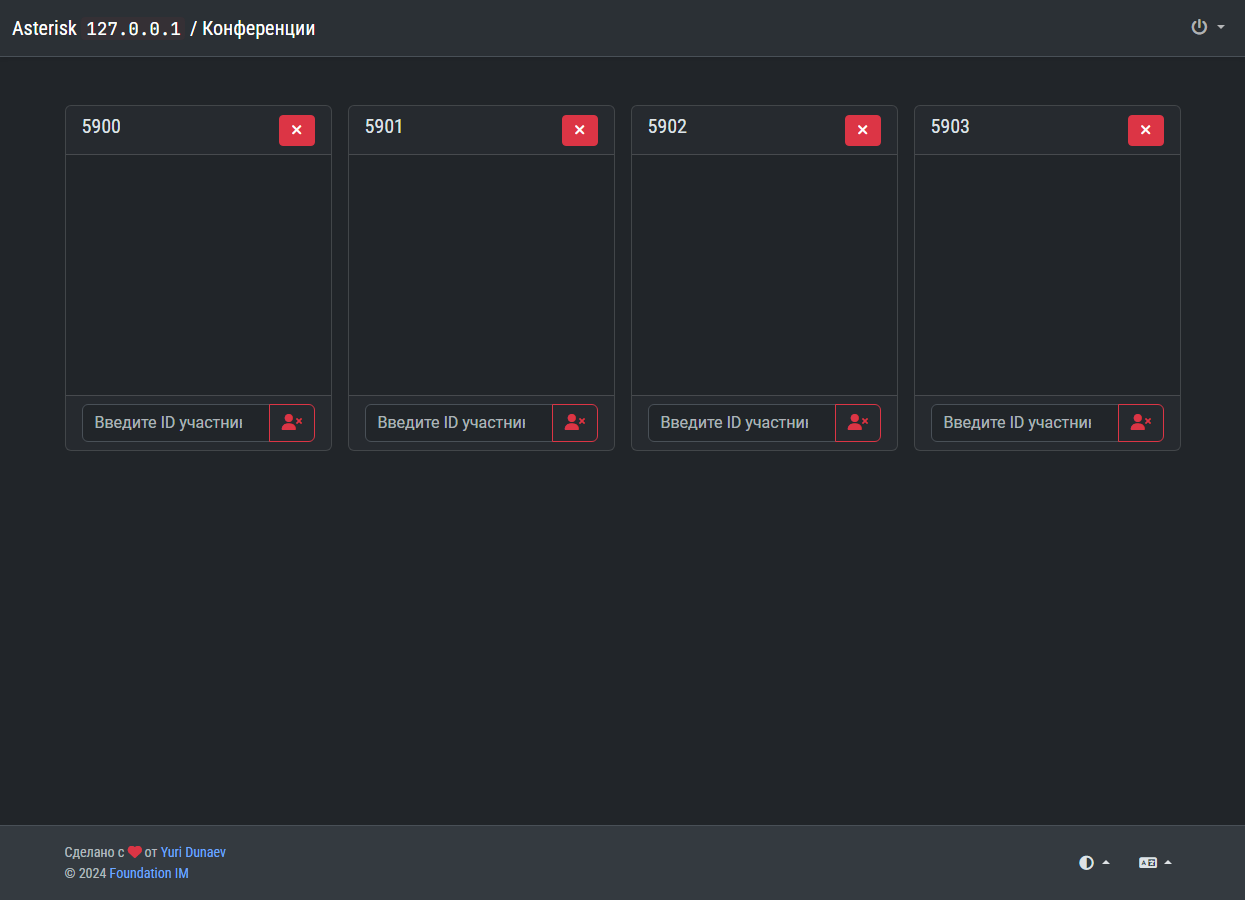 Asterisk 127.0.0.1 / Конференции
5900
5901
5902
5903
Введите ID участни
Введите ID участни
Введите ID участни
Введите ID участни
Сделано с ❤ от Yuri Dunaev
© 2024 Foundation IM